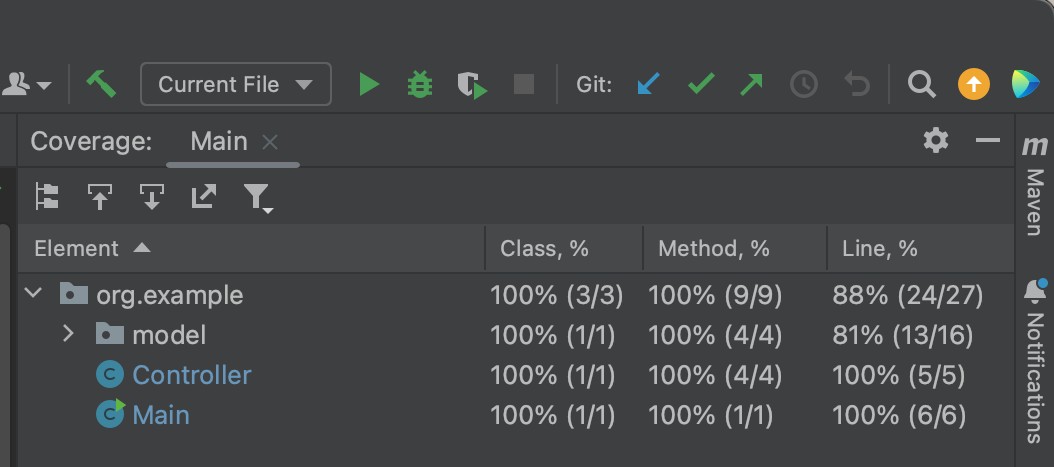 Current File
Git:
Coverage: Main
Element Class, % Method, % Line, %
org.example 100% (3/3) 100% (9/9) 88% (24/27)
model 100% (1/1) 100% (4/4) 81% (13/16)
C Controller 100% (1/1) 100% (4/4) 100% (5/5)
C Main 100% (1/1) 100% (1/1) 100% (6/6)
m Maven
Notifications